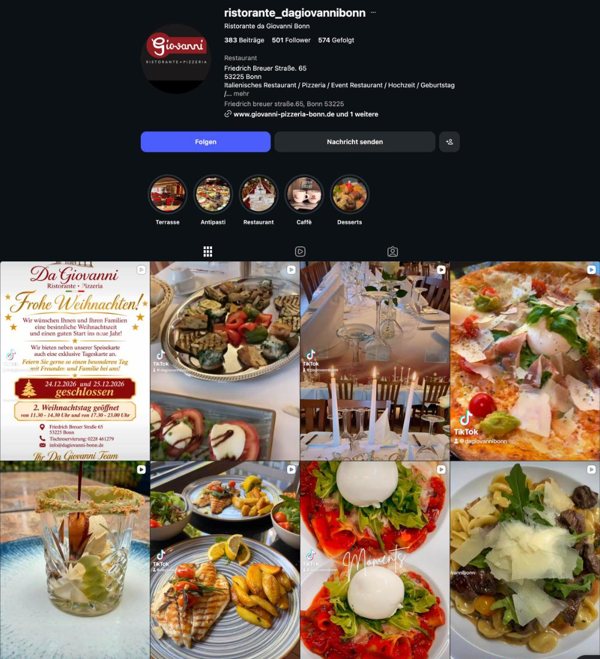 ristorante_dagiovannibonn ...
Ristorante da Giovanni Bonn
383 Beiträge 501 Follower 574 Gefolgt
Giovanni
RISTORANTE • PIZZERIA
Restaurant
Friedrich Breuer Straße. 65
53225 Bonn
Italienisches Restaurant / Pizzeria / Event Restaurant / Hochzeit / Geburtstag
/... mehr
Friedrich breuer straße.65, Bonn 53225
www.giovanni-pizzeria-bonn.de und 1 weitere
Folgen
Nachricht senden
Terrasse
Antipasti
Restaurant
Caffè
Desserts
Da Giovanni
Ristorante • Pizzeria
Frohe Weihnachten!
Wir wünschen Ihnen und Ihren Familien
eine besinnliche Weihnachtszeit
und einen guten Start ins neue Jahr!
Wir bieten neben unserer Speisekarte
auch eine exklusive Tageskarte an.
Feiern Sie gerne in einen besonderen Tag
mit Freunden und Familie bei uns!
24.12.2026 und 25.12.2026
geschlossen
2. Weihnachtstag geöffnet
von 11.30 - 14.30 Uhr und von 17.30 - 23.00 Uhr
Friedrich Breuer Straße 65
53225 Bonn
Tischreservierung: 0228 461279
info@dagiovanni-bonn.de
Ihr Da Giovanni Team
TikTok
TikTok
TikTok
@dagiovannibonn
TikTok
TikTok
Moments